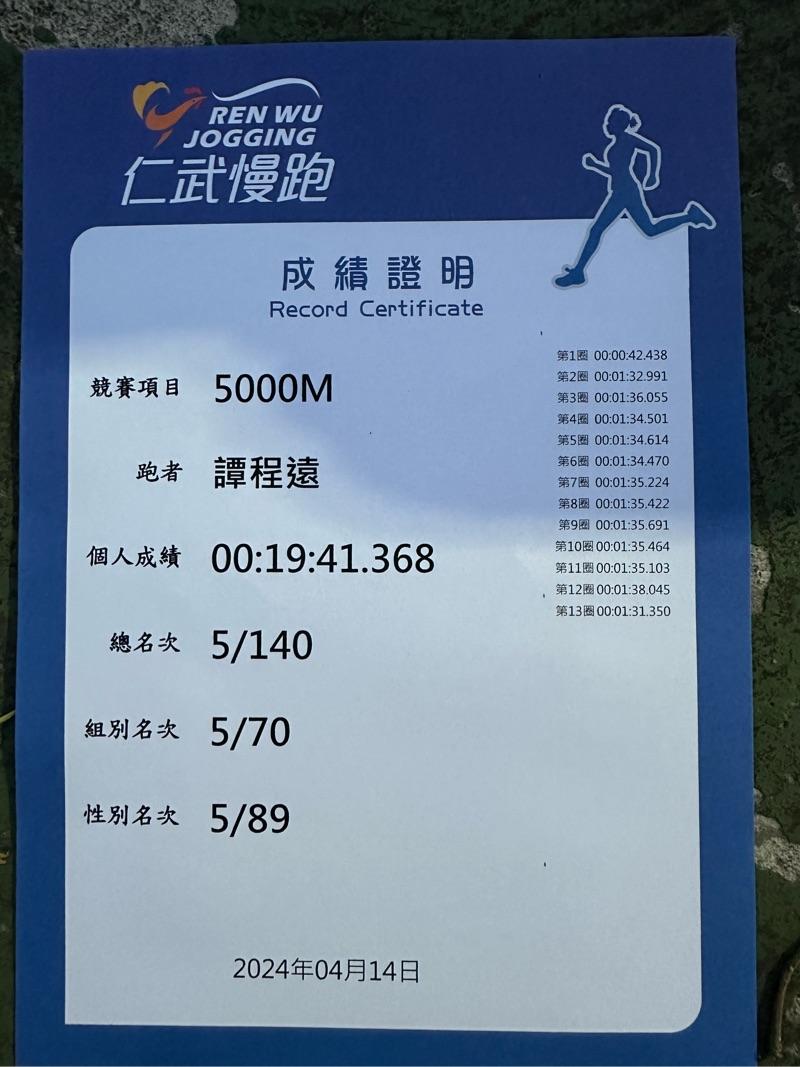 REN WU
JOGGING
仁武慢跑
成績證明
Record Certificate
競賽項目 5000M
跑者 譚程遠
個人成績 00:19:41.368
總名次 5/140
組別名次 5/70
性別名次 5/89
第1圈 00:00:42.438
第2圈 00:01:32.991
第3圈 00:01:36.055
第4圈 00:01:34.501
第5圈 00:01:34.614
第6圈 00:01:34.470
第7圈 00:01:35.224
第8圈 00:01:35.422
第9圈 00:01:35.691
第10圈 00:01:35.464
第11圈 00:01:35.103
第12圈 00:01:38.045
第13圈 00:01:31.350
2024年04月14日